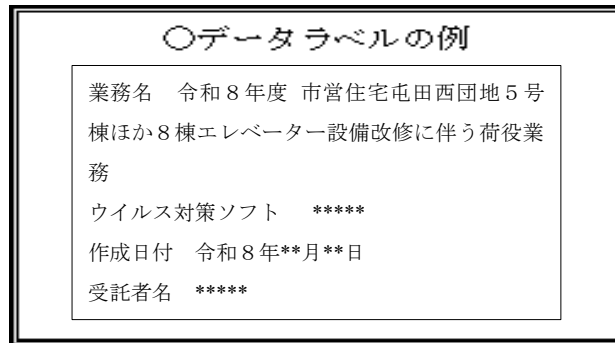 〇データラベルの例
業務名　令和８年度 市営住宅屯田西団地５号
棟ほか８棟エレベーター設備改修に伴う荷役業
務
ウイルス対策ソフト　*****
作成日付　令和８年**月**日
受託者名　*****